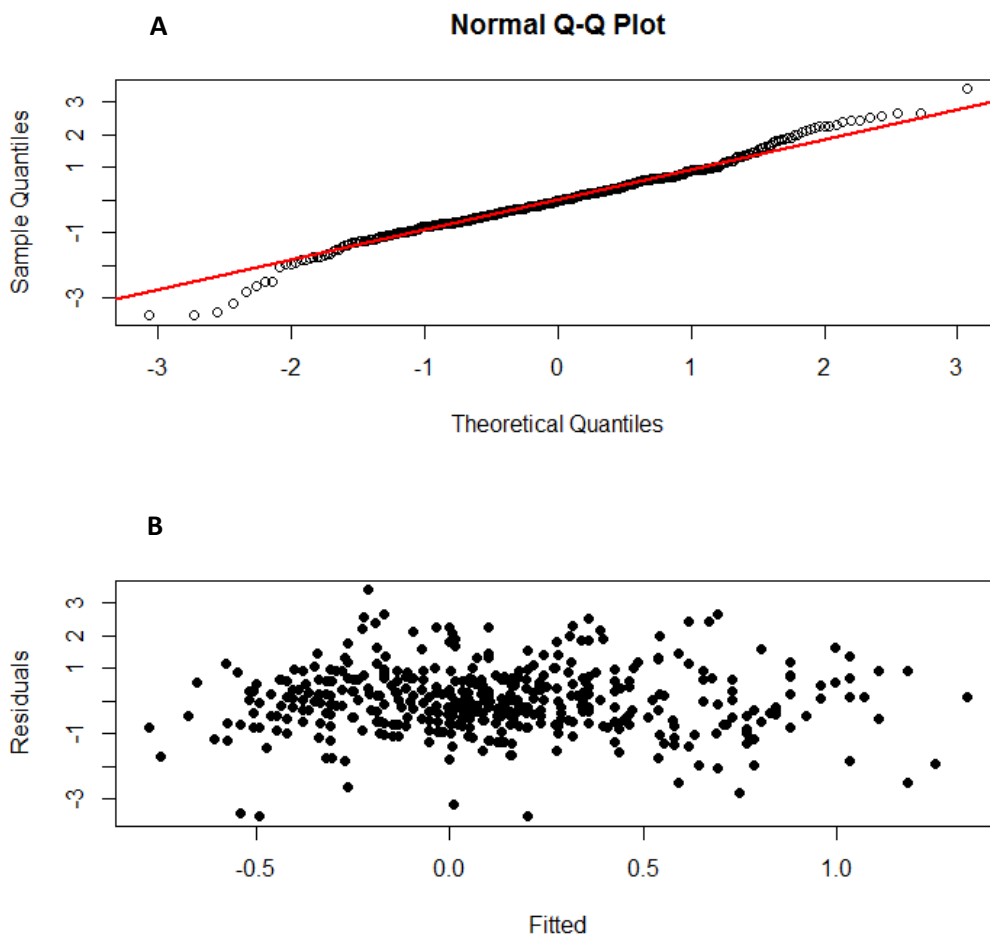 A
Normal Q-Q Plot
Sample Quantiles
3
2
1
-1
-3
-3 -2 -1 0 1 2 3
Theoretical Quantiles
B
Residuals
3
2
1
-1
-3
-0.5 0.0 0.5 1.0
Fitted